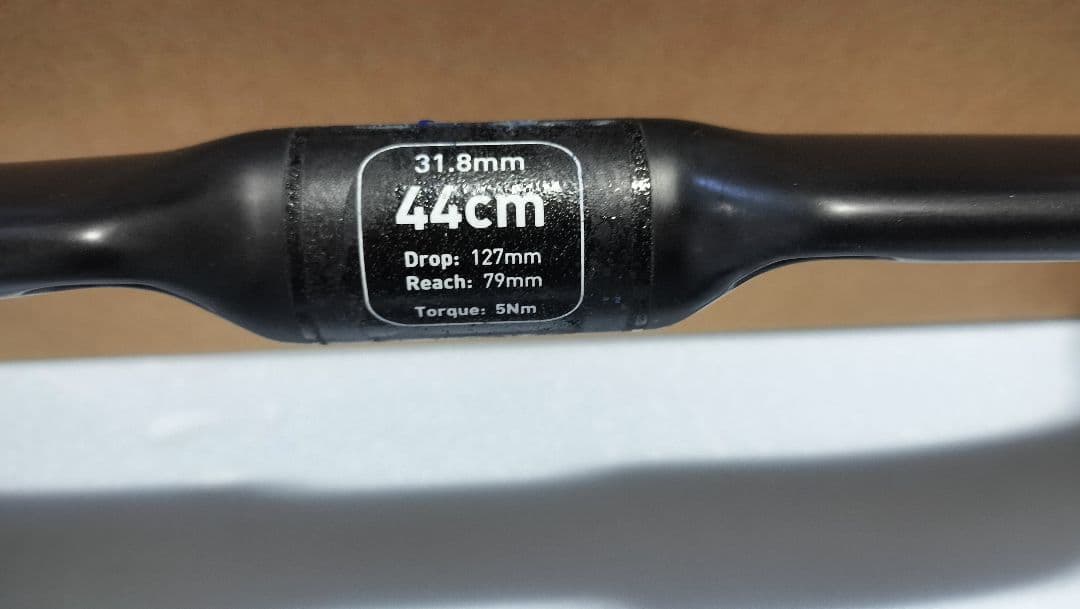 31.8mm
44cm
Drop: 127mm
Reach: 79mm
Torque: 5Nm